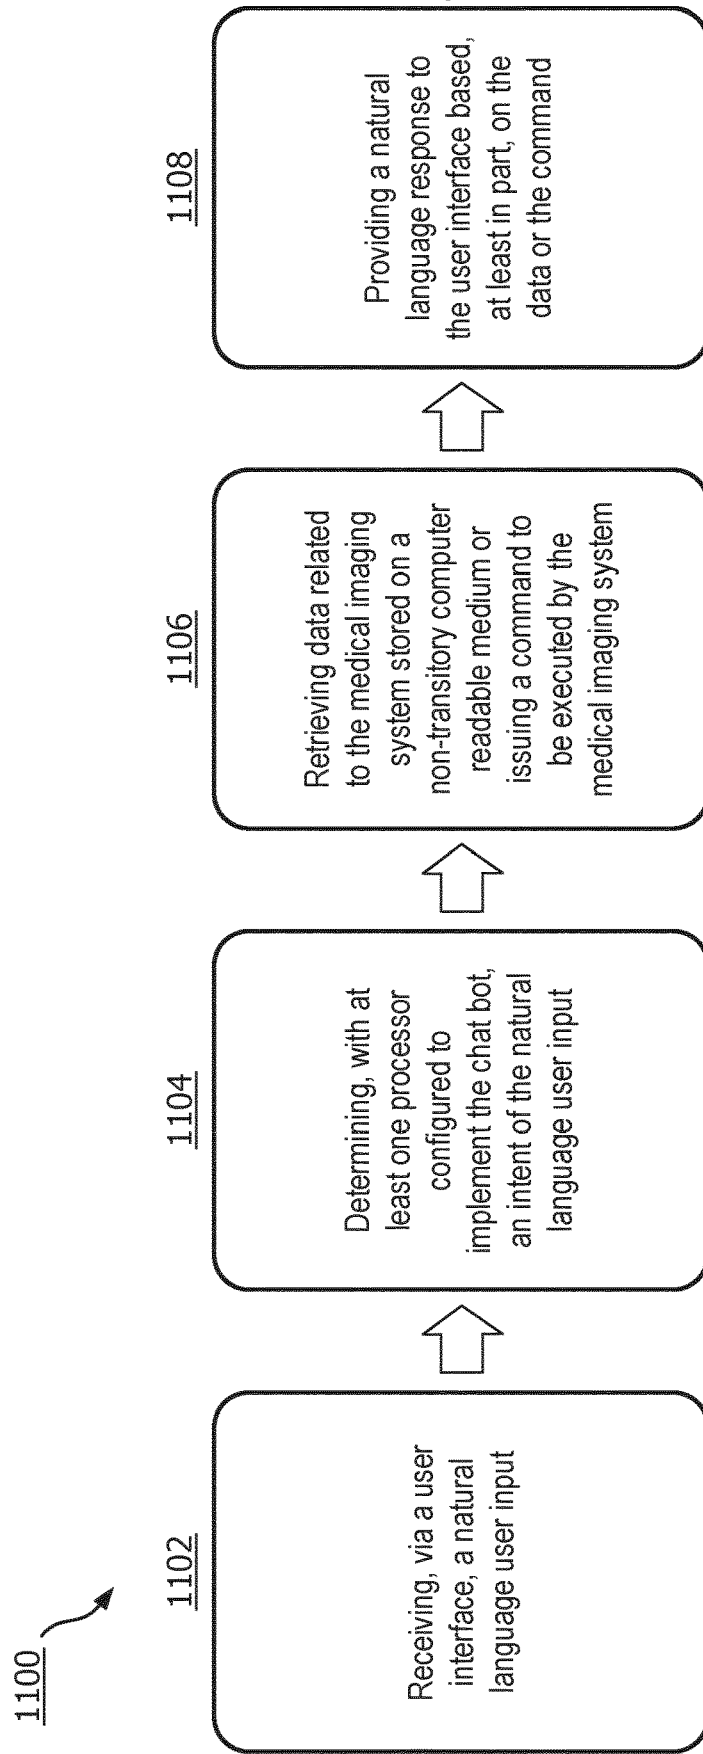 1100
1102
Receiving, via a user
interface, a natural
language user input
1104
Determining, with at
least one processor
configured to
implement the chat bot,
an intent of the natural
language user input
1106
Retrieving data related
to the medical imaging
system stored on a
non-transitory computer
readable medium or
issuing a command to
be executed by the
medical imaging system
1108
Providing a natural
language response to
the user interface based,
at least in part, on the
data or the command